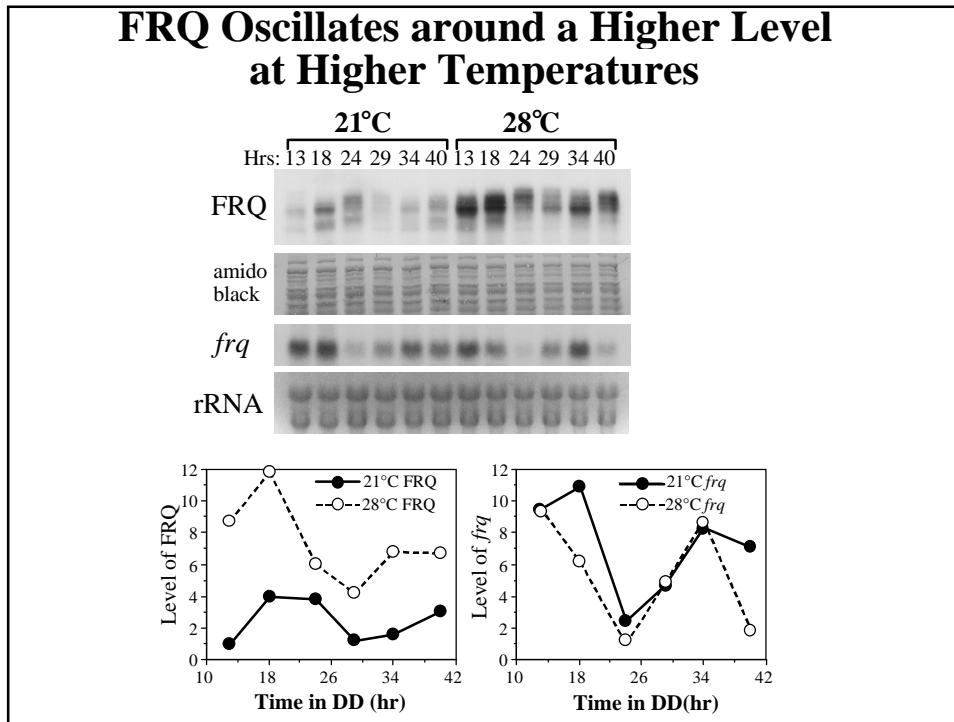 FRQ Oscillates around a Higher Level
at Higher Temperatures
21°C 28°C
Hrs: 13 18 24 29 34 40 13 18 24 29 34 40
FRQ
amido
black
frq
rRNA
Level of FRQ
12
10
8
6
4
2
0
21°C FRQ
28°C FRQ
10 18 26 34 42
Time in DD (hr)
Level of frq
12
10
8
6
4
2
0
21°C frq
28°C frq
10 18 26 34 42
Time in DD(hr)